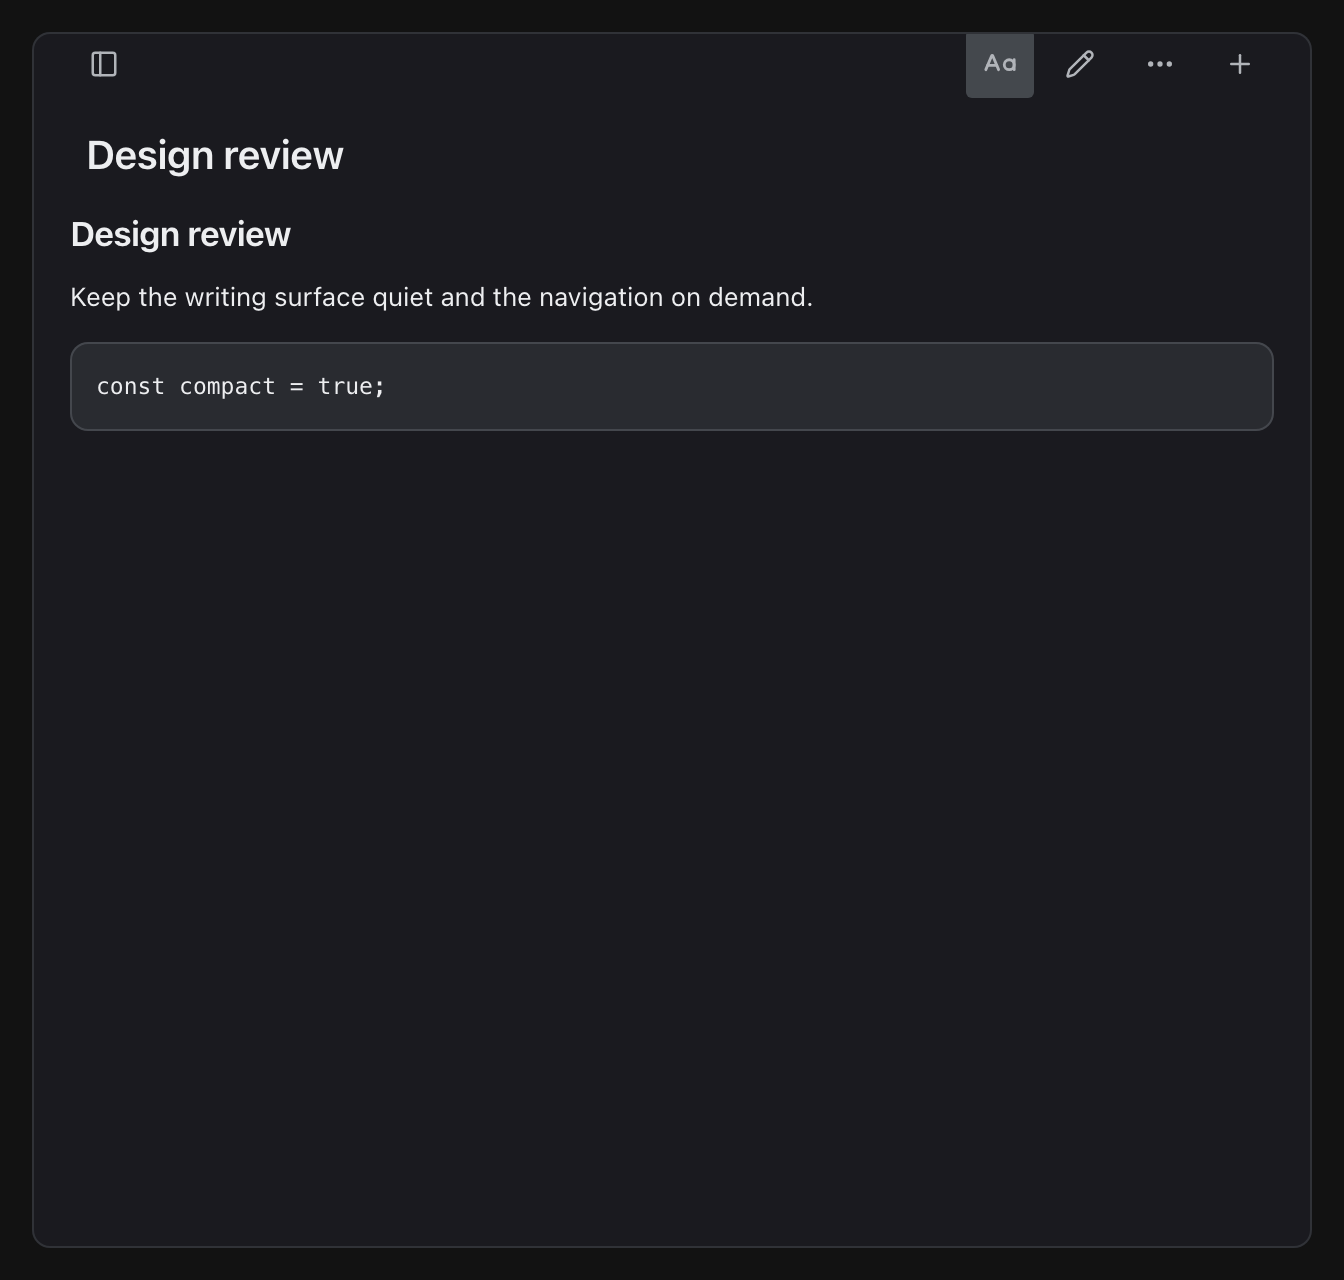 Aa
Design review
Design review
Keep the writing surface quiet and the navigation on demand.
const compact = true;